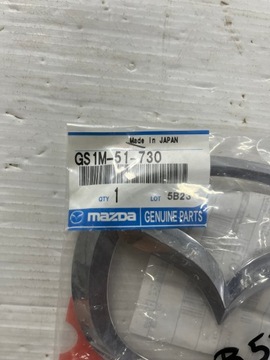 Made in JAPAN
GS1M-51-730
QTY 1 LOT 5B23
mazda GENUINE PARTS